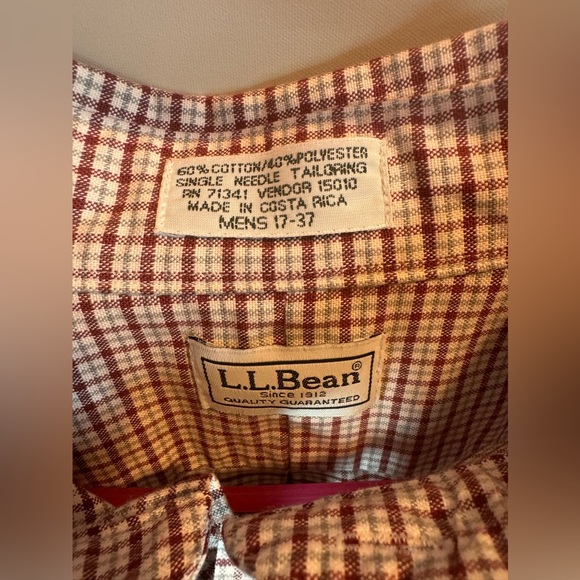 60% COTTON/40% POLYESTER
SINGLE NEEDLE TAILORING
RN 71341 VENDOR 15010
MADE IN COSTA RICA
MENS 17-37
L.L.Bean®
Since 1912
QUALITY GUARANTEED